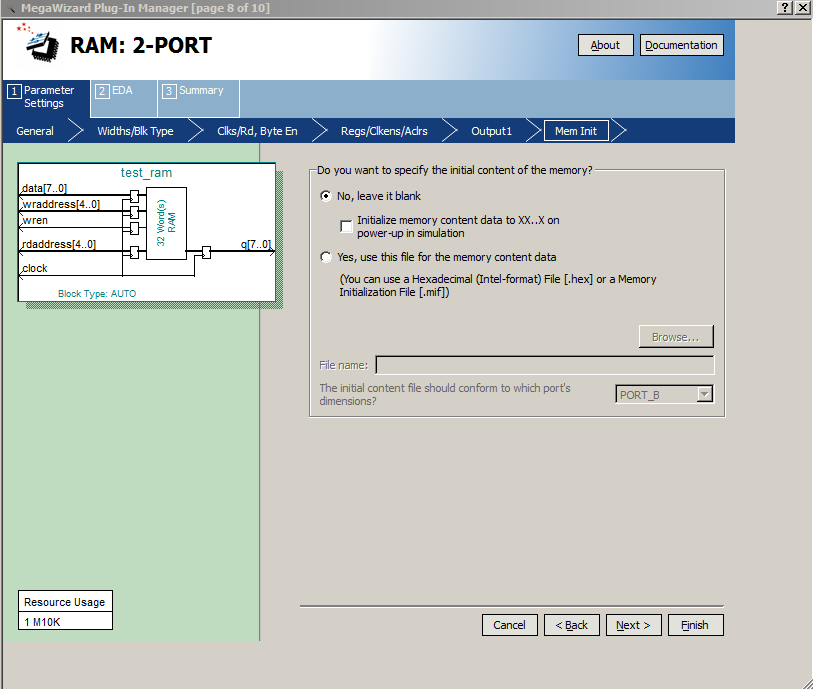 MegaWizard Plug-In Manager [page 8 of 10]
RAM: 2-PORT
About
Documentation
1 Parameter Settings
2 EDA
3 Summary
General
Widths/Blk Type
Clks/Rd, Byte En
Regs/Clkens/Aclrs
Output1
Mem Init
test_ram
data[7..0]
wraddress[4..0]
wren
rdaddress[4..0]
clock
32 Word(s)
RAM
q[7..0]
Block Type: AUTO
Do you want to specify the initial content of the memory?
No, leave it blank
Initialize memory content data to XX..X on
power-up in simulation
Yes, use this file for the memory content data
(You can use a Hexadecimal (Intel-format) File [.hex] or a Memory
Initialization File [.mif])
Browse...
File name:
The initial content file should conform to which port's
dimensions?
PORT_B
Resource Usage
1 M10K
Cancel
< Back
Next >
Finish